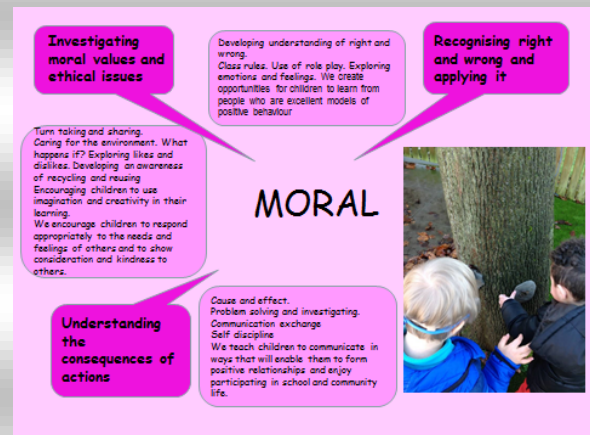 Investigating
moral values and
ethical issues
Developing understanding of right and
wrong.
Class rules. Use of role play. Exploring
emotions and feelings. We create
opportunities for children to learn from
people who are excellent models of
positive behaviour
Recognising right
and wrong and
applying it
Turn taking and sharing.
Caring for the environment. What
happens if? Exploring likes and
dislikes. Developing an awareness
of recycling and reusing
Encouraging children to use
imagination and creativity in their
learning.
We encourage children to respond
appropriately to the needs and
feelings of others and to show
consideration and kindness to
others.
MORAL
Understanding
the
consequences of
actions
Cause and effect.
Problem solving and investigating.
Communication exchange
Self discipline
We teach children to communicate in
ways that will enable them to form
positive relationships and enjoy
participating in school and community
life.